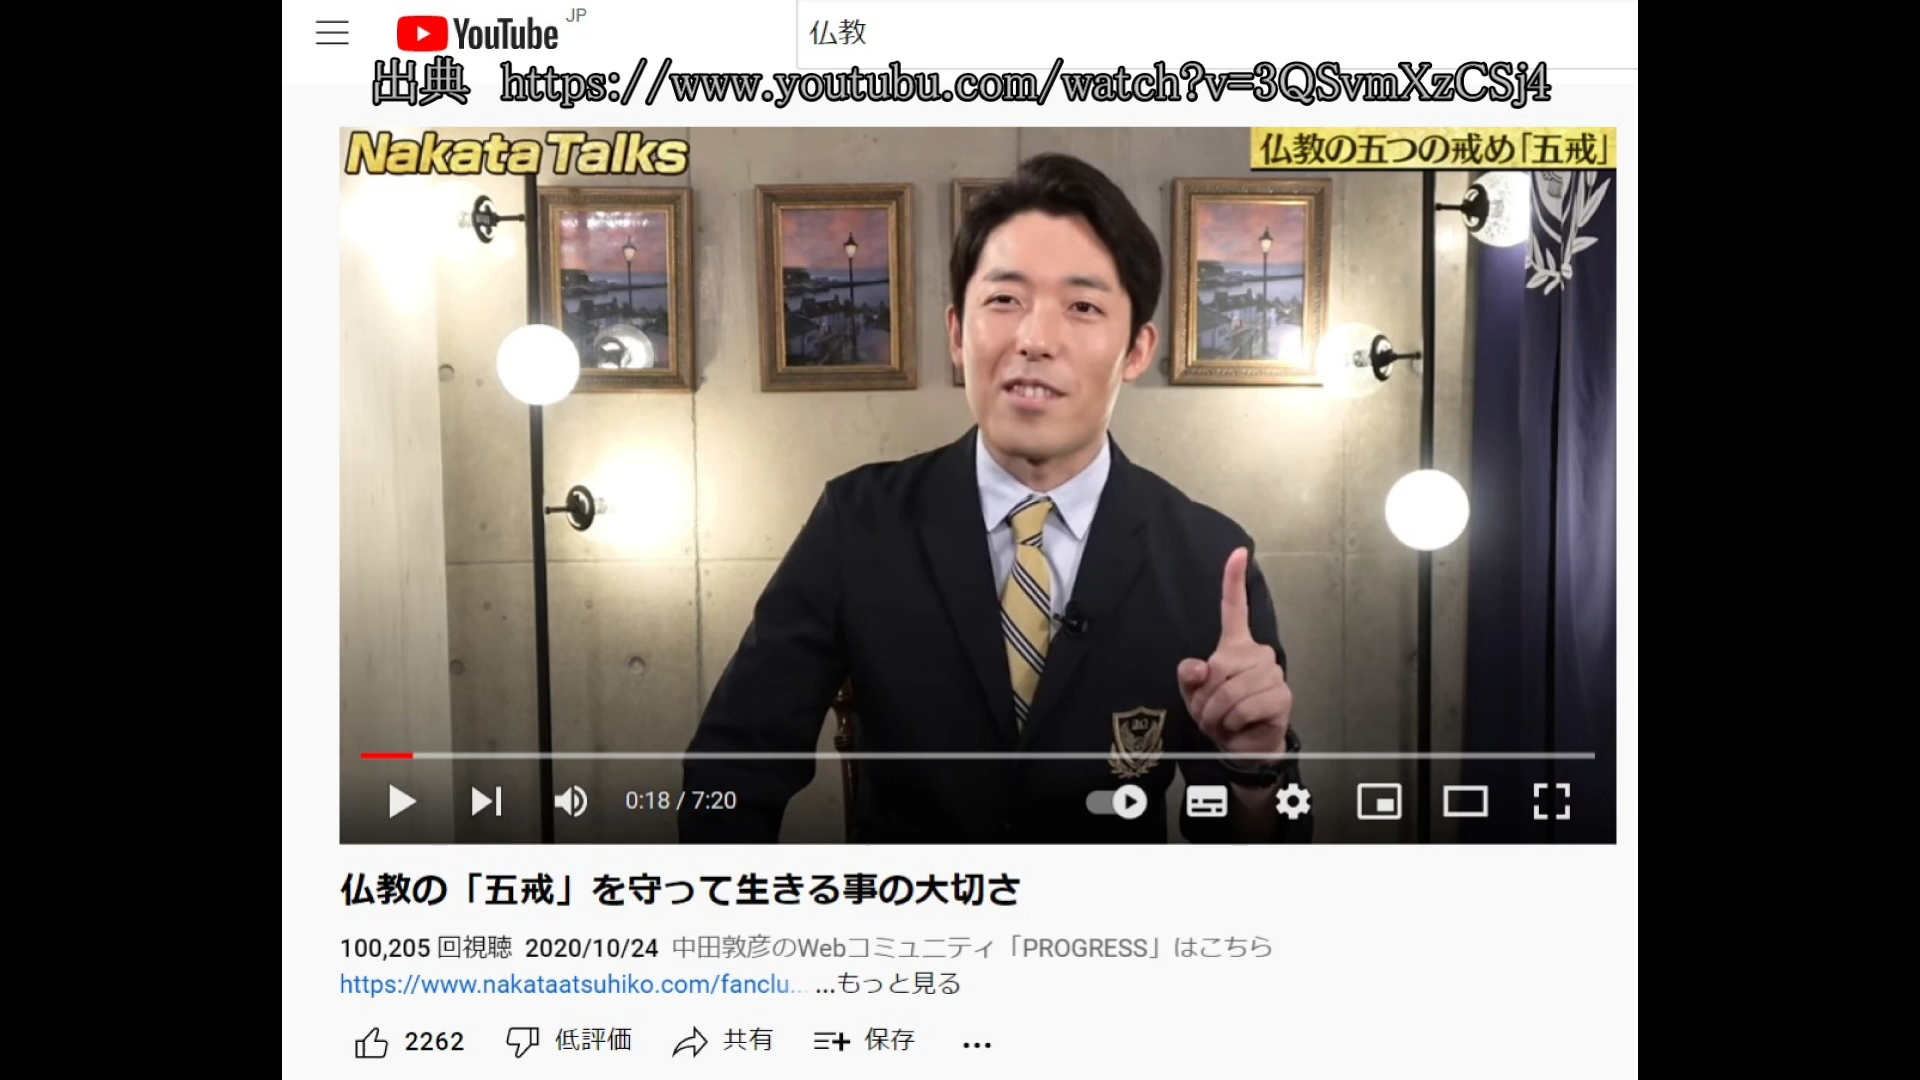 YouTube JP
仏教
出典 https://www.youtubu.com/watch?v=3QSvmXzCSj4
Nakata Talks
仏教の五つの戒め「五戒」
0:18 / 7:20
仏教の「五戒」を守って生きる事の大切さ
100,205 回視聴 2020/10/24 中田敦彦のWebコミュニティ「PROGRESS」はこちら
https://www.nakataatsuhiko.com/fanclu... ...もっと見る
2262 低評価 共有 保存 ...